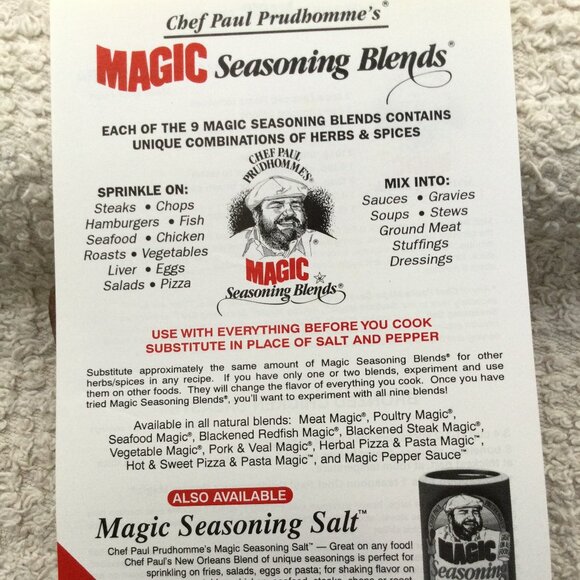 Chef Paul Prudhomme's®
MAGIC Seasoning Blends®
EACH OF THE 9 MAGIC SEASONING BLENDS CONTAINS
UNIQUE COMBINATIONS OF HERBS & SPICES
SPRINKLE ON:
Steaks • Chops
Hamburgers • Fish
Seafood • Chicken
Roasts • Vegetables
Liver • Eggs
Salads • Pizza
CHEF PAUL
PRUDHOMME'S®
MAGIC
Seasoning Blends®
MIX INTO:
Sauces • Gravies
Soups • Stews
Ground Meat
Stuffings
Dressings
USE WITH EVERYTHING BEFORE YOU COOK
SUBSTITUTE IN PLACE OF SALT AND PEPPER
Substitute approximately the same amount of Magic Seasoning Blends® for other
herbs/spices in any recipe. If you have only one or two blends, experiment and use
them on other foods. They will change the flavor of everything you cook. Once you have
tried Magic Seasoning Blends®, you'll want to experiment with all nine blends!
Available in all natural blends: Meat Magic®, Poultry Magic®,
Seafood Magic®, Blackened Redfish Magic®, Blackened Steak Magic®,
Vegetable Magic®, Pork & Veal Magic®, Herbal Pizza & Pasta Magic™,
Hot & Sweet Pizza & Pasta Magic™, and Magic Pepper Sauce™
ALSO AVAILABLE
Magic Seasoning Salt™
Chef Paul Prudhomme's Magic Seasoning Salt™ — Great on any food!
Chef Paul's New Orleans Blend of unique seasonings is perfect for
sprinkling on fries, salads, eggs or pasta; for shaking flavor on
MAGIC
Seasoning